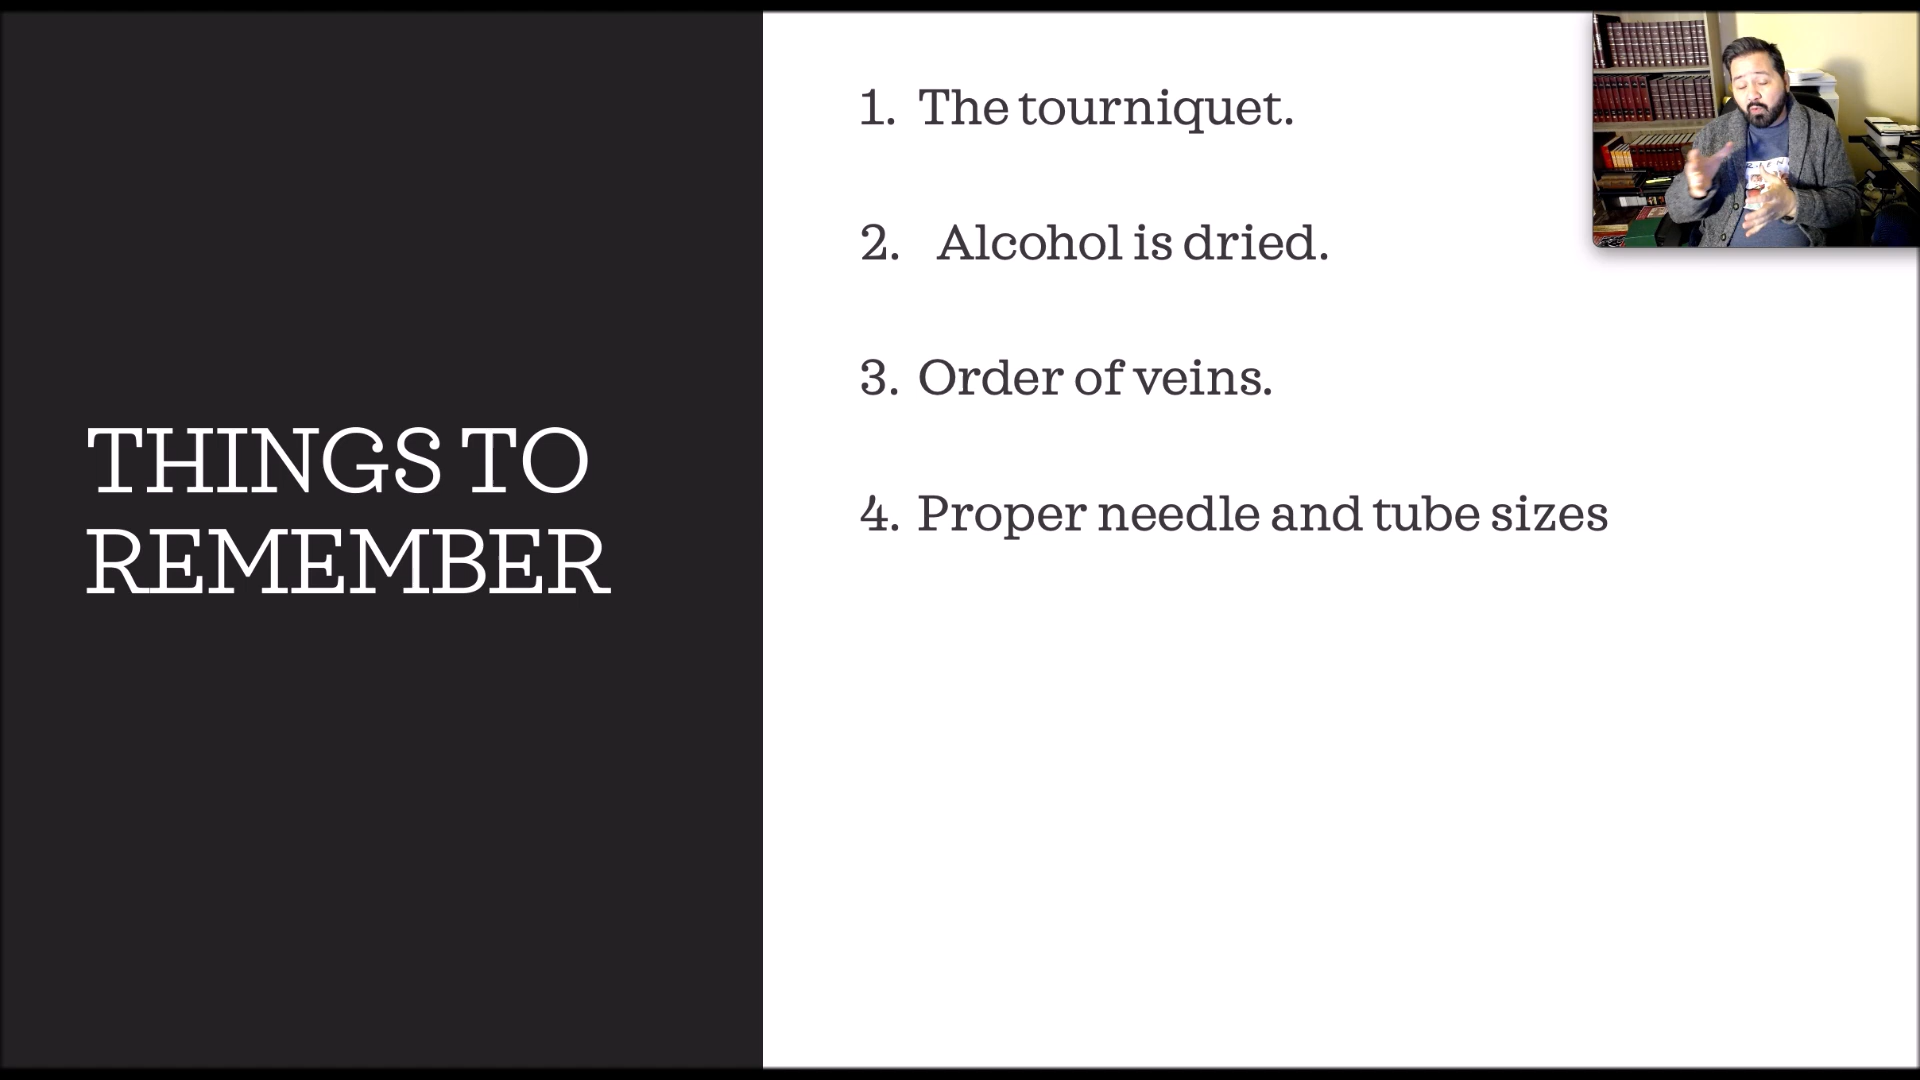 THINGS TO
REMEMBER
1. The tourniquet.
2. Alcohol is dried.
3. Order of veins.
4. Proper needle and tube sizes